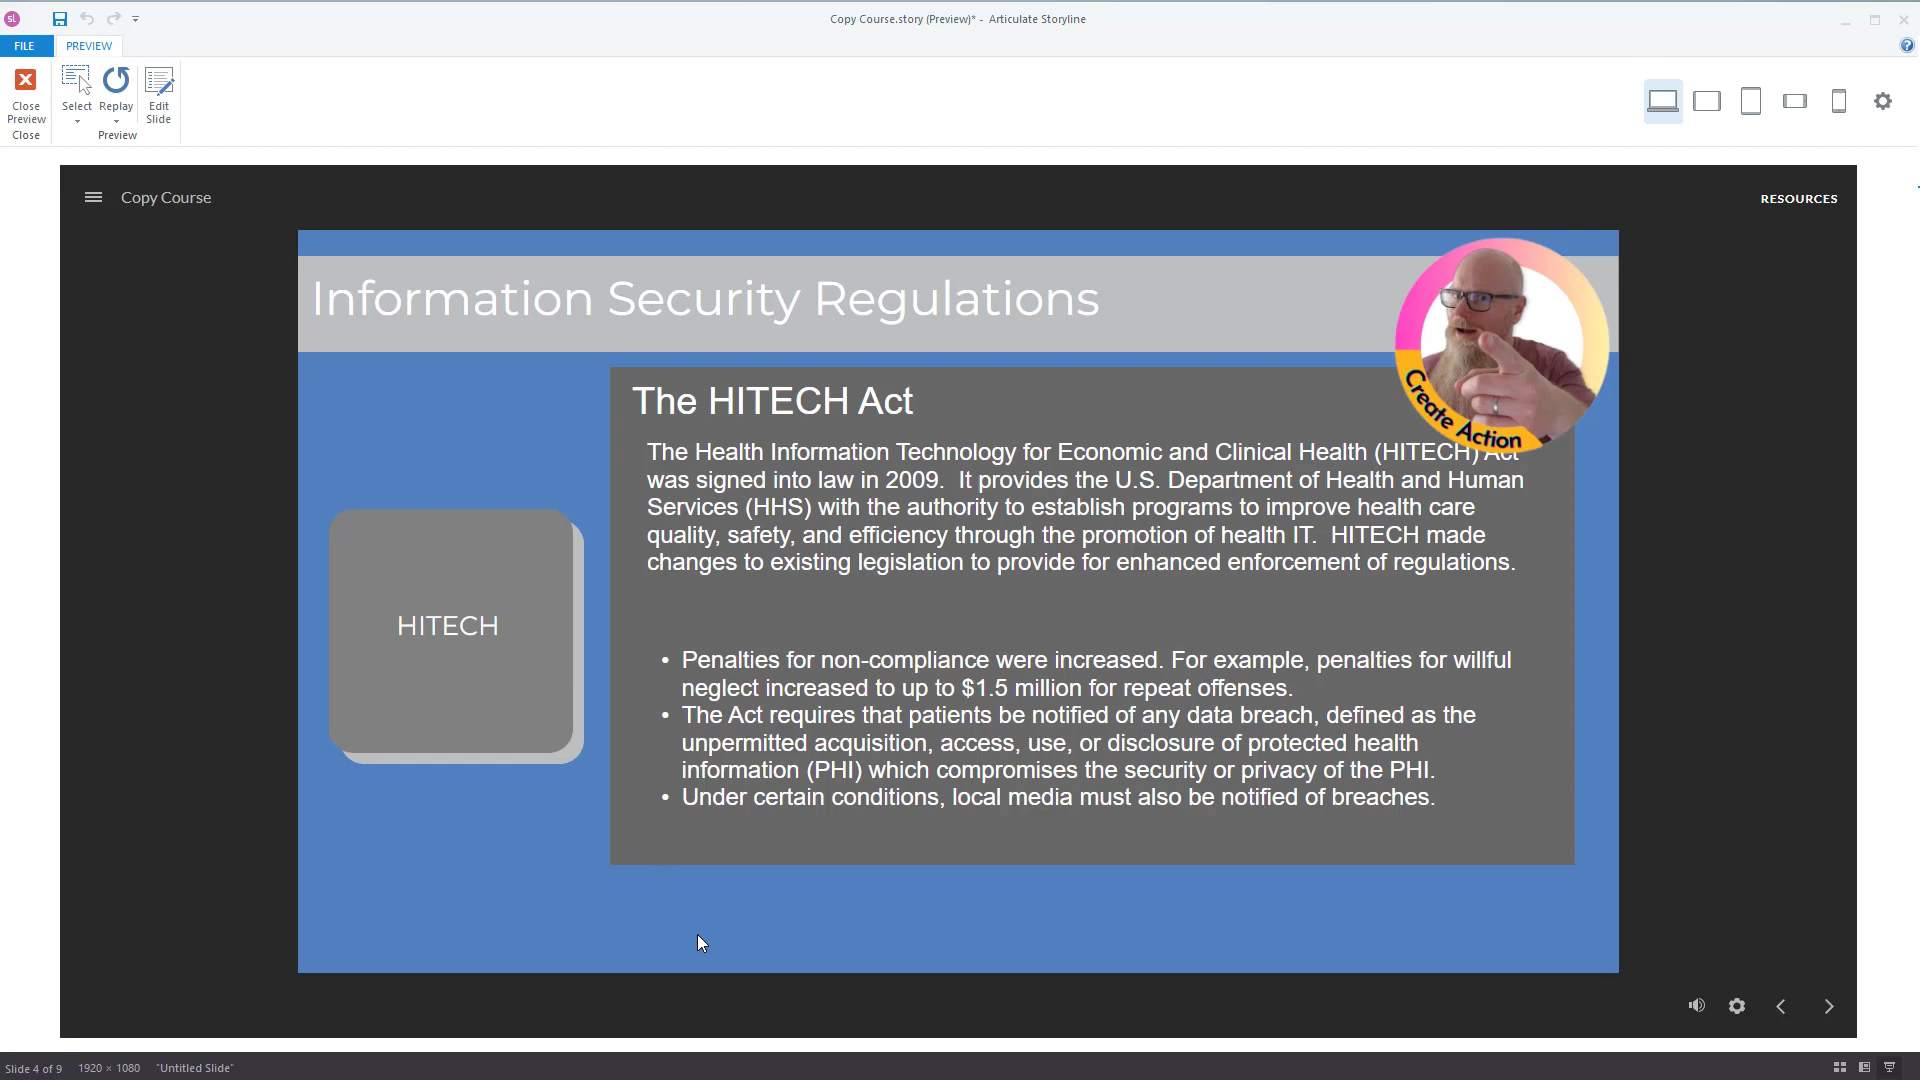 sl
Copy Course.story (Preview)* - Articulate Storyline
FILE
PREVIEW
Close Preview
Select
Replay
Edit Slide
Close
Preview
Copy Course
RESOURCES
Information Security Regulations
Create Action
The HITECH Act
The Health Information Technology for Economic and Clinical Health (HITECH) Act
was signed into law in 2009.  It provides the U.S. Department of Health and Human
Services (HHS) with the authority to establish programs to improve health care
quality, safety, and efficiency through the promotion of health IT.  HITECH made
changes to existing legislation to provide for enhanced enforcement of regulations.
HITECH
• Penalties for non-compliance were increased. For example, penalties for willful
neglect increased to up to $1.5 million for repeat offenses.
• The Act requires that patients be notified of any data breach, defined as the
unpermitted acquisition, access, use, or disclosure of protected health
information (PHI) which compromises the security or privacy of the PHI.
• Under certain conditions, local media must also be notified of breaches.
Slide 4 of 9
1920 × 1080
"Untitled Slide"